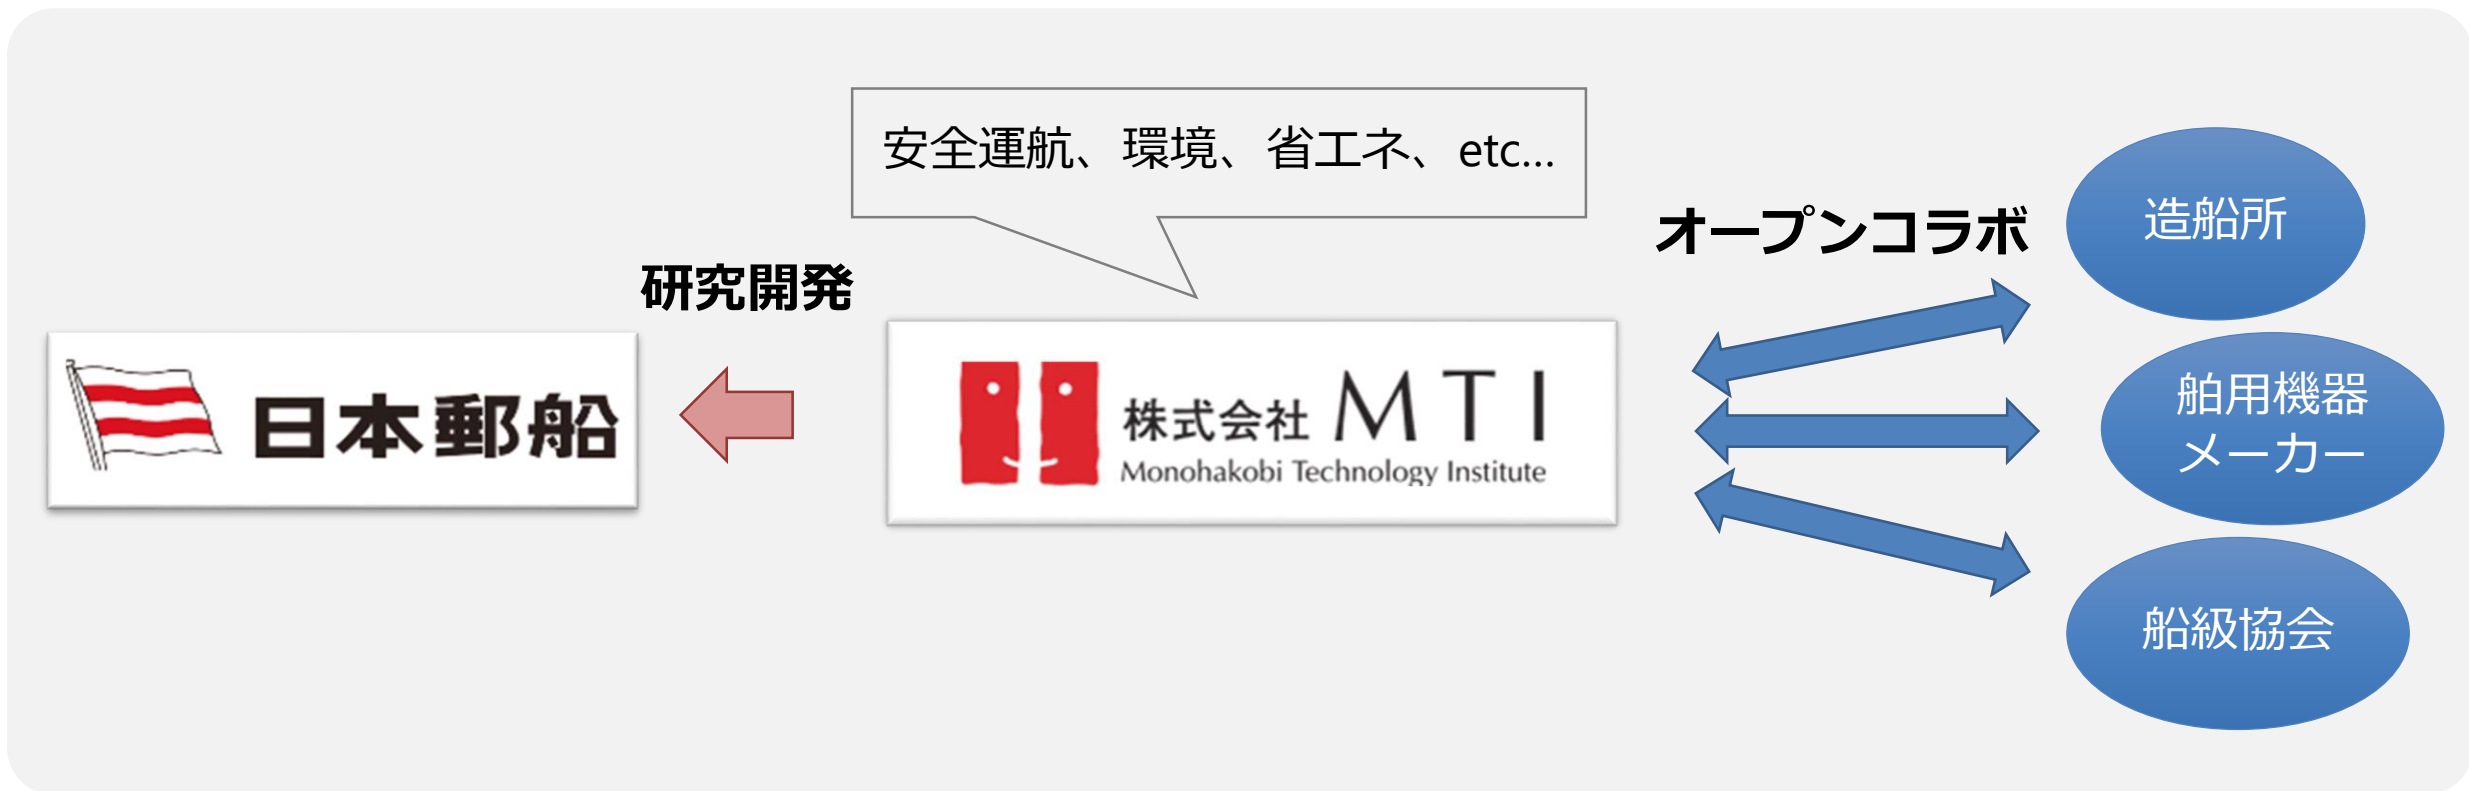 安全運航、環境、省エネ、etc…
研究開発
日本郵船
株式会社 MTI
Monohakobi Technology Institute
オープンコラボ
造船所
舶用機器
メーカー
船級協会